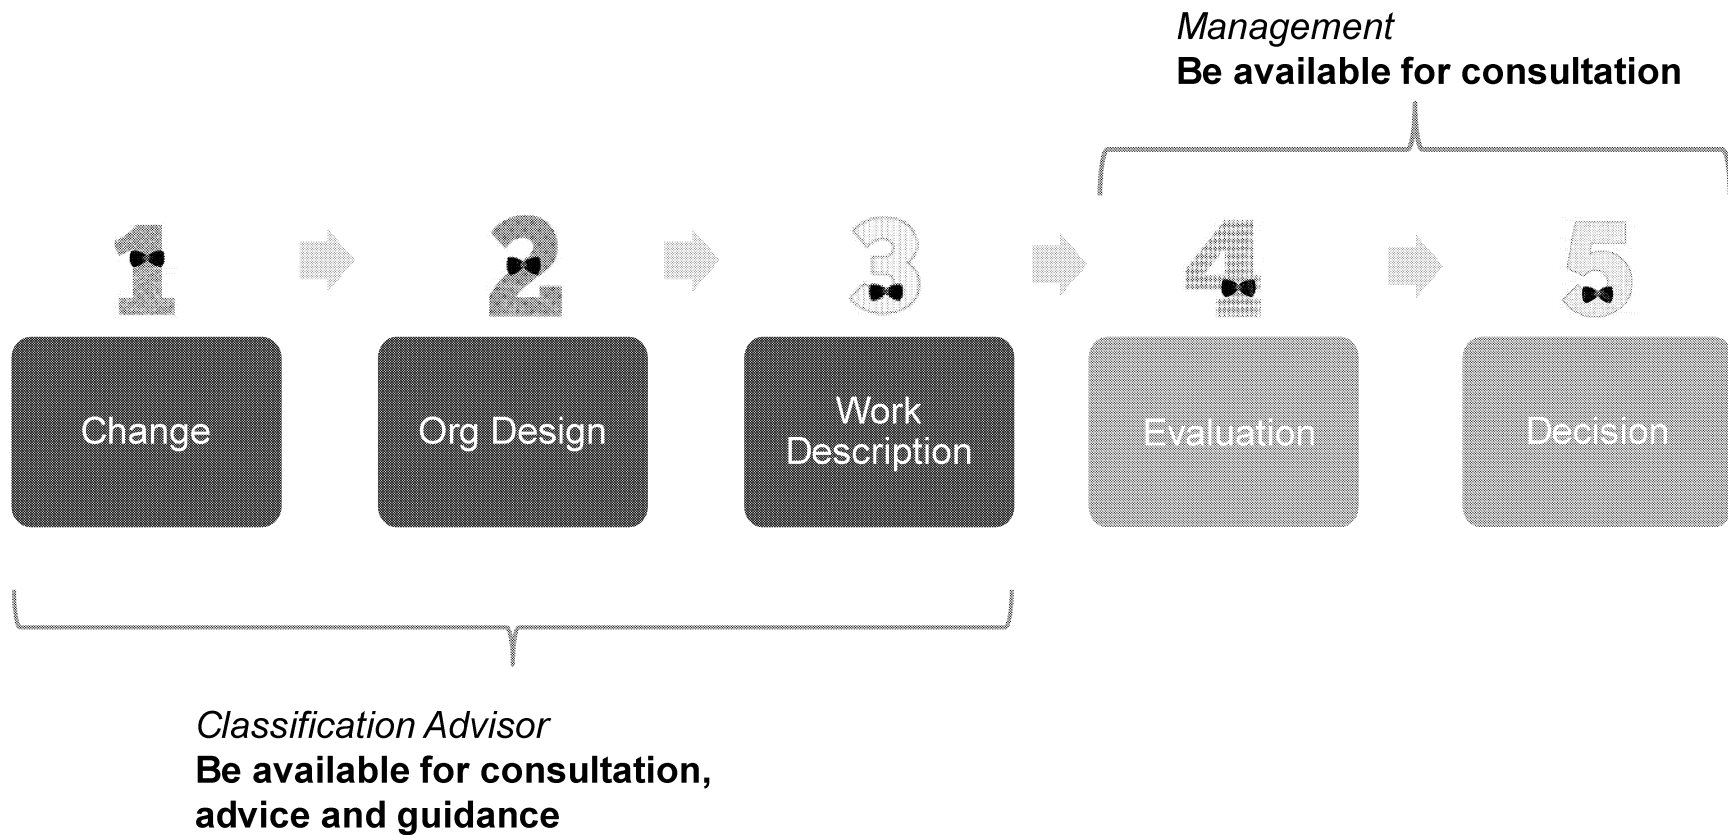 Management
Be available for consultation
1
2
3
4
5
Change
Org Design
Work
Description
Evaluation
Decision
Classification Advisor
Be available for consultation,
advice and guidance